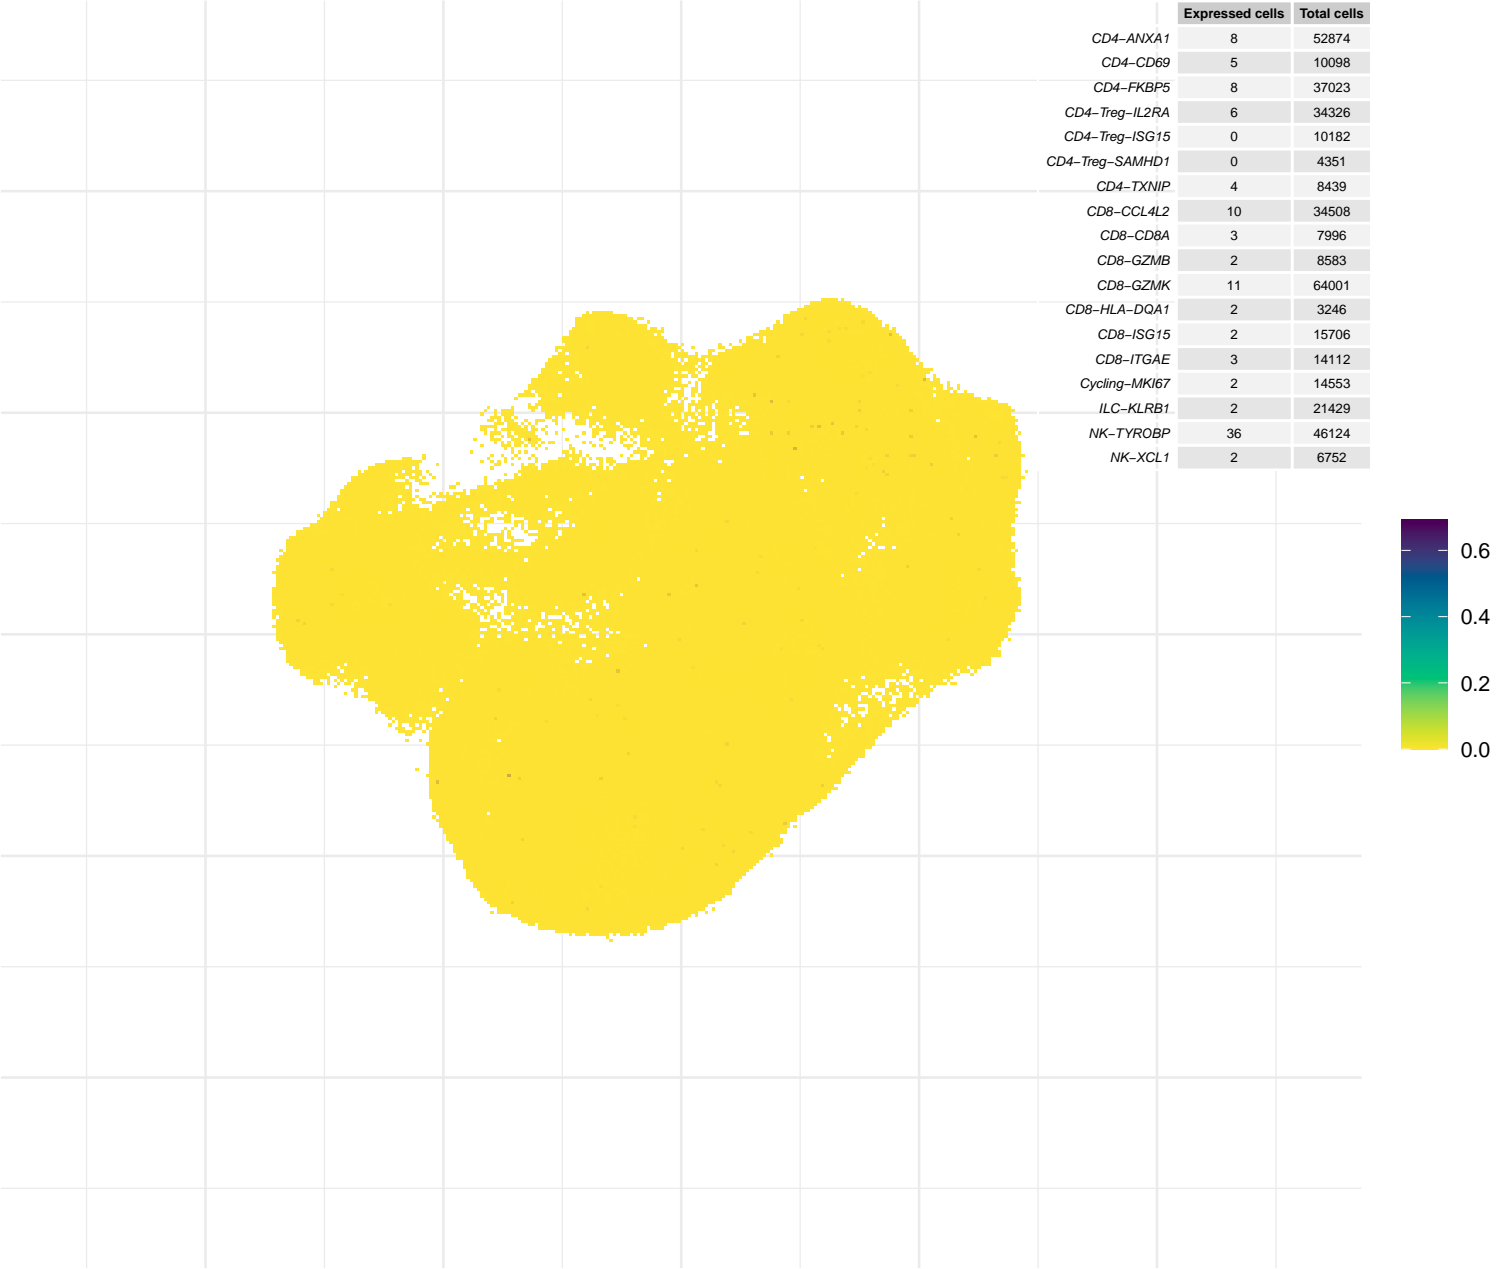 Expressed cells Total cells
CD4−ANXA1 8 52874
CD4−CD69 5 10098
CD4−FKBP5 8 37023
CD4−Treg−IL2RA 6 34326
CD4−Treg−ISG15 0 10182
CD4−Treg−SAMHD1 0 4351
CD4−TXNIP 4 8439
CD8−CCL4L2 10 34508
CD8−CD8A 3 7996
CD8−GZMB 2 8583
CD8−GZMK 11 64001
CD8−HLA−DQA1 2 3246
CD8−ISG15 2 15706
CD8−ITGAE 3 14112
Cycling−MKI67 2 14553
ILC−KLRB1 2 21429
NK−TYROBP 36 46124
NK−XCL1 2 6752
0.6
0.4
0.2
0.0